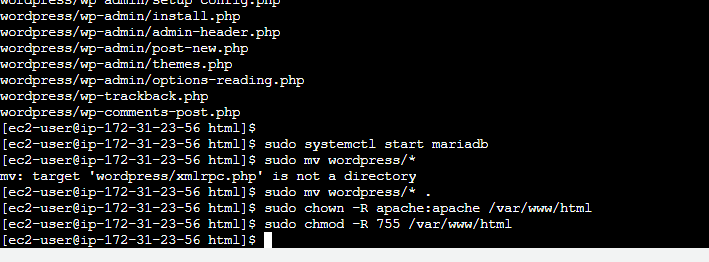 wordpress/wp-admin/setup-config.php
wordpress/wp-admin/install.php
wordpress/wp-admin/admin-header.php
wordpress/wp-admin/post-new.php
wordpress/wp-admin/themes.php
wordpress/wp-admin/options-reading.php
wordpress/wp-trackback.php
wordpress/wp-comments-post.php
[ec2-user@ip-172-31-23-56 html]$
[ec2-user@ip-172-31-23-56 html]$ sudo systemctl start mariadb
[ec2-user@ip-172-31-23-56 html]$ sudo mv wordpress/*
mv: target 'wordpress/xmlrpc.php' is not a directory
[ec2-user@ip-172-31-23-56 html]$ sudo mv wordpress/* .
[ec2-user@ip-172-31-23-56 html]$ sudo chown -R apache:apache /var/www/html
[ec2-user@ip-172-31-23-56 html]$ sudo chmod -R 755 /var/www/html
[ec2-user@ip-172-31-23-56 html]$